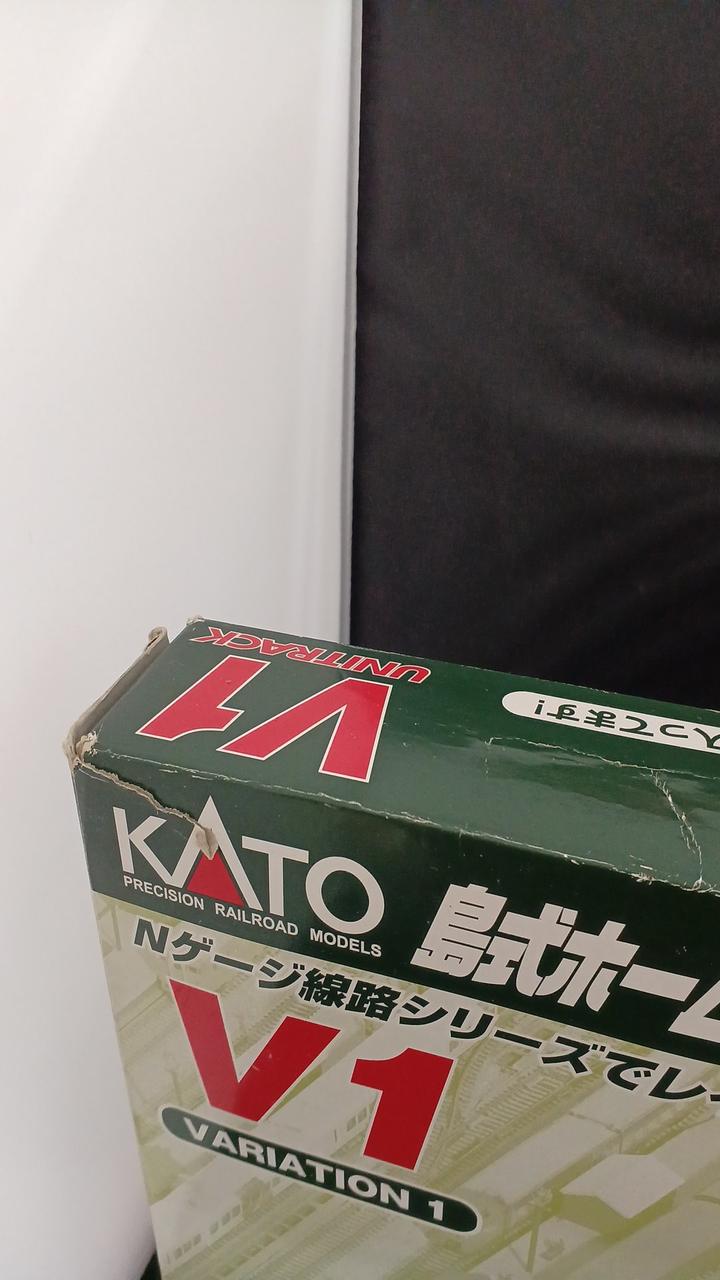 UNITRACK
V1
入ってます!
KATO
PRECISION RAILROAD MODELS
島式ホーム
Nゲージ線路シリーズでレ
V1
VARIATION 1